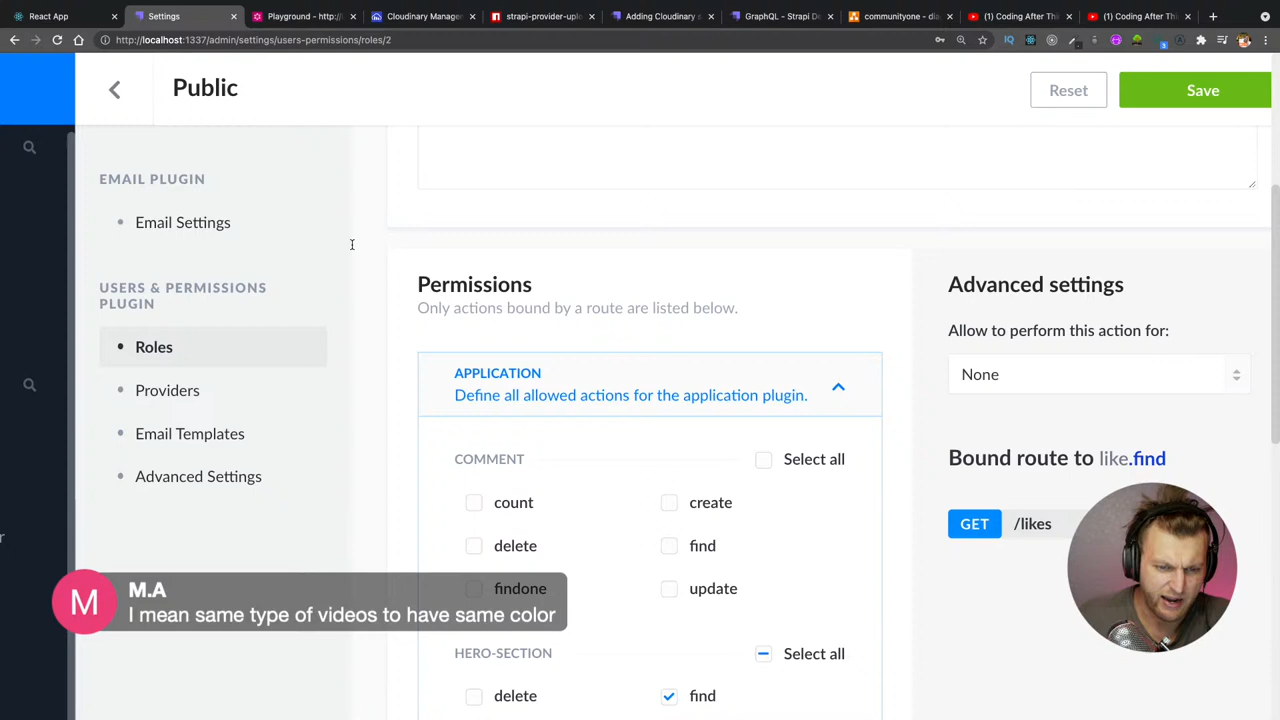 React App
Settings
Playground - http://l
Cloudinary Manage
strapi-provider-uplo
Adding Cloudinary s
GraphQL - Strapi De
communityone - dia
(1) Coding After Thi
(1) Coding After Thi
http://localhost:1337/admin/settings/users-permissions/roles/2
Public
Reset
Save
EMAIL PLUGIN
Email Settings
USERS & PERMISSIONS
PLUGIN
Roles
Providers
Email Templates
Advanced Settings
Permissions
Only actions bound by a route are listed below.
APPLICATION
Define all allowed actions for the application plugin.
COMMENT
Select all
count
create
delete
find
findone
update
HERO-SECTION
Select all
delete
find
Advanced settings
Allow to perform this action for:
None
Bound route to like.find
GET /likes
M
M.A
I mean same type of videos to have same color